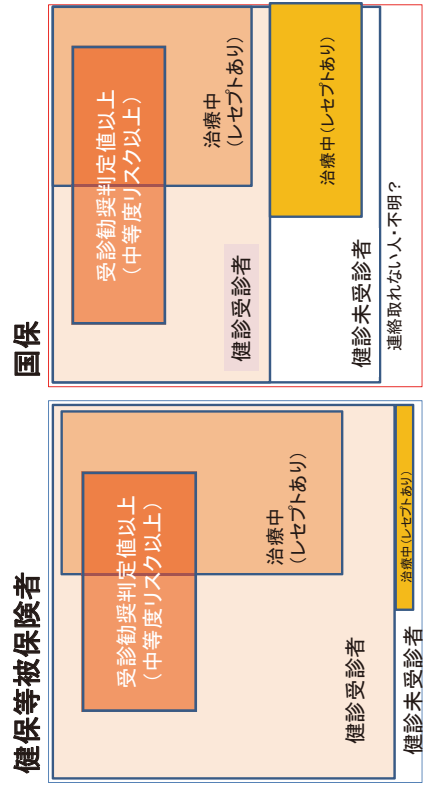 健保等被保険者
受診勧奨判定値以上
(中等度リスク以上)
治療中
(レセプトあり)
健診受診者
治療中(レセプトあり)
健診未受診者
国保
受診勧奨判定値以上
(中等度リスク以上)
治療中
(レセプトあり)
健診受診者
治療中(レセプトあり)
健診未受診者
連絡取れない人・不明?